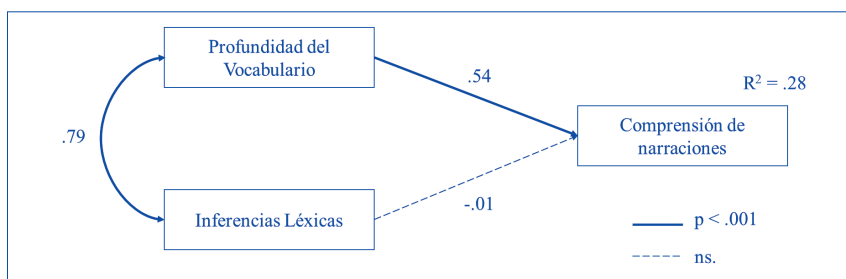 Profundidad del
Vocabulario
.54
R² = .28
.79
Comprensión de
narraciones
Inferencias Léxicas
-.01
p < .001
ns.